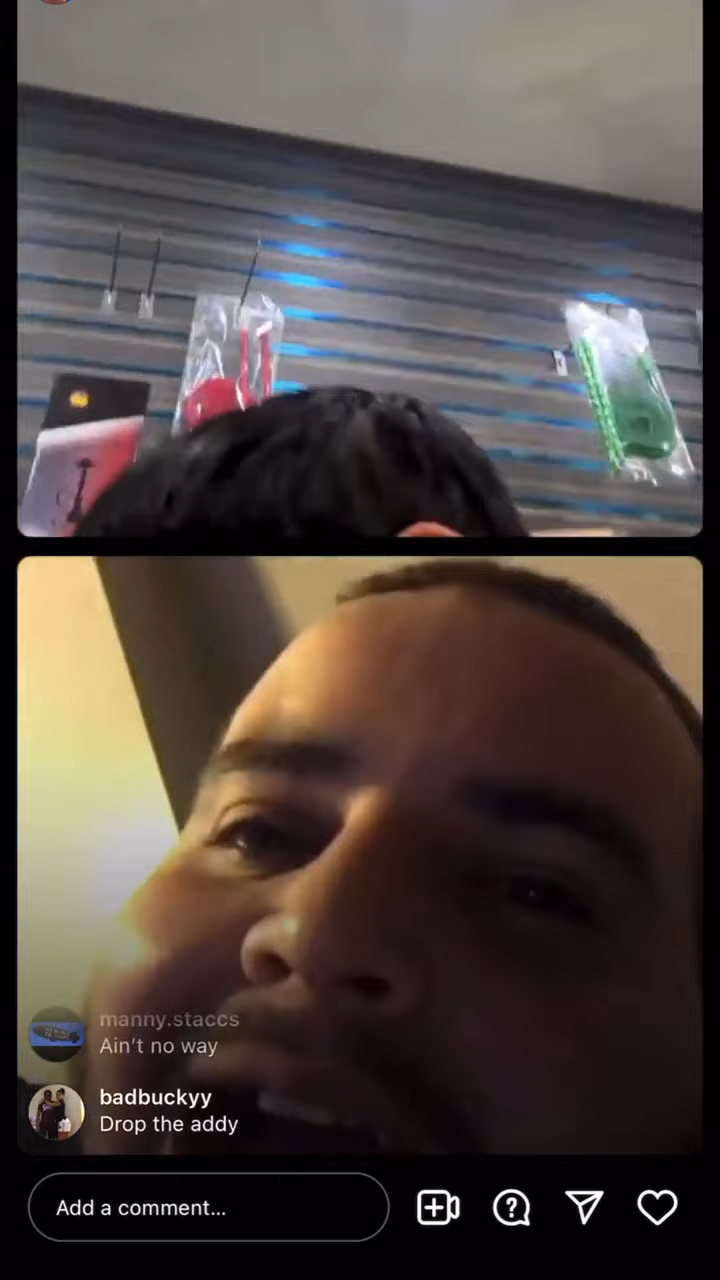 manny.staccs
Ain't no way
badbuckyy
Drop the addy
Add a comment...